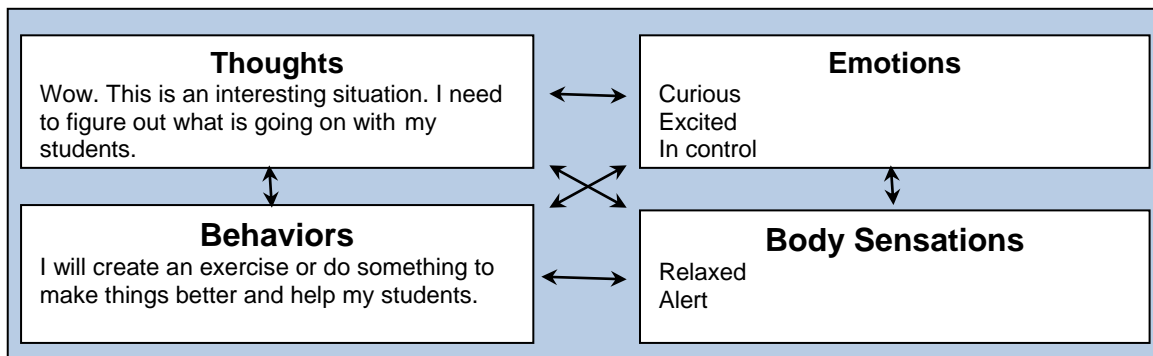 Thoughts
Wow. This is an interesting situation. I need
to figure out what is going on with my
students.
Emotions
Curious
Excited
In control
Behaviors
I will create an exercise or do something to
make things better and help my students.
Body Sensations
Relaxed
Alert